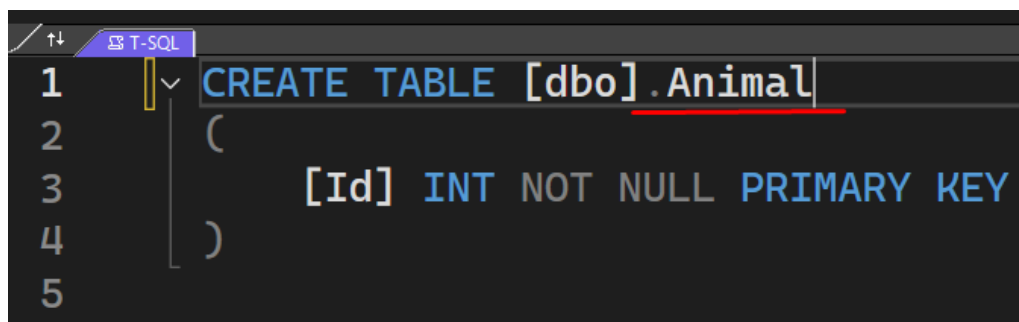 T-SQL
1 CREATE TABLE [dbo].Animal
2 (
3 [Id] INT NOT NULL PRIMARY KEY
4 )
5